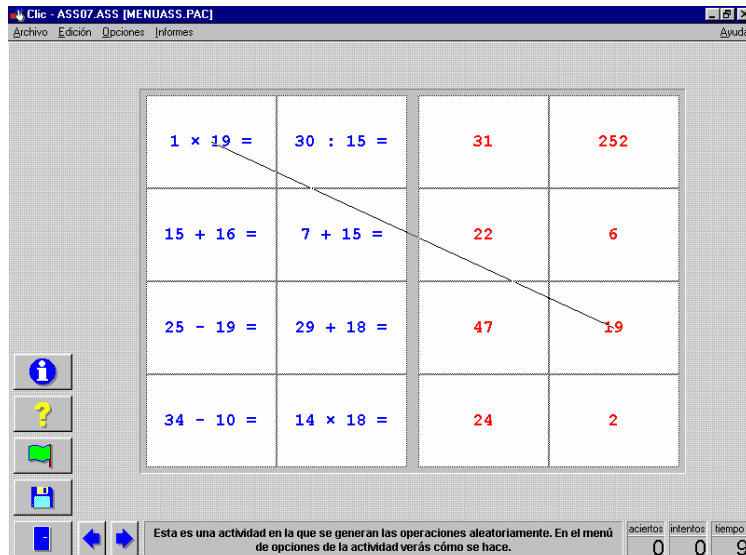 Clic - ASS07.ASS [MENUASS.PAC]
Archivo Edición Opciones Informes Ayuda
1 × 19 = 30 : 15 = 31 252
15 + 16 = 7 + 15 = 22 6
25 - 19 = 29 + 18 = 47 19
34 - 10 = 14 × 18 = 24 2
Esta es una actividad en la que se generan las operaciones aleatoriamente. En el menú
de opciones de la actividad verás cómo se hace.
aciertos intentos tiempo
0 0 9